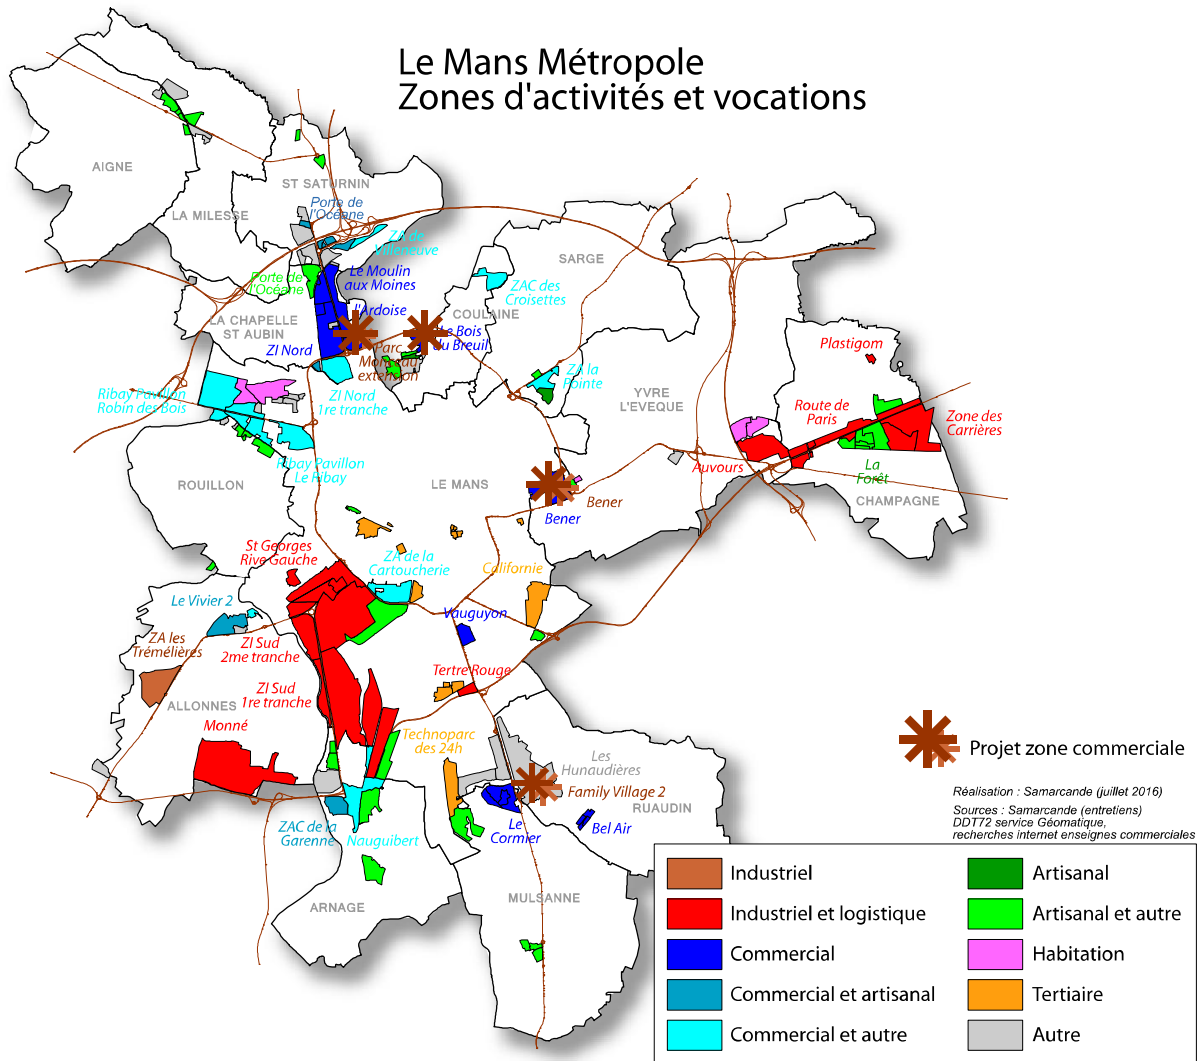 Le Mans Métropole
Zones d'activités et vocations
AIGNE
LA MILESSE
ST SATURNIN
Porte de
l'Océane
ZA de
Villeneuve
Porte de
l'Océane
Le Moulin
aux Moines
l'Ardoise
SARGE
ZAC des
Croisettes
COULAINE
LA CHAPELLE
ST AUBIN
ZI Nord
Le Bois
du Breuil
Parc
Monceau
extension
ZI Nord
1re tranche
ZA la
Pointe
Plastigom
YVRE
L'EVEQUE
Route de
Paris
Zone des
Carrières
Ribay Pavillon
Robin des Bois
Ribay Pavillon
Le Ribay
Auvours
La
Forêt
CHAMPAGNE
ROUILLON
LE MANS
Bener
Bener
St Georges
Rive Gauche
ZA de la
Cartoucherie
Californie
Le Vivier 2
Vauguyon
ZA les
Trémélières
ZI Sud
2me tranche
Tertre Rouge
ZI Sud
1re tranche
ALLONNES
Monné
Technoparc
des 24h
Les
Hunaudières
Family Village 2
RUAUDIN
Projet zone commerciale
Réalisation : Samarcande (juillet 2016)
Sources : Samarcande (entretiens)
DDT72 service Géomatique,
recherches internet enseignes commerciales
ZAC de la
Garenne
Nauguibert
Le
Cormier
Bel Air
ARNAGE
MULSANNE
Industriel
Industriel et logistique
Commercial
Commercial et artisanal
Commercial et autre
Artisanal
Artisanal et autre
Habitation
Tertiaire
Autre